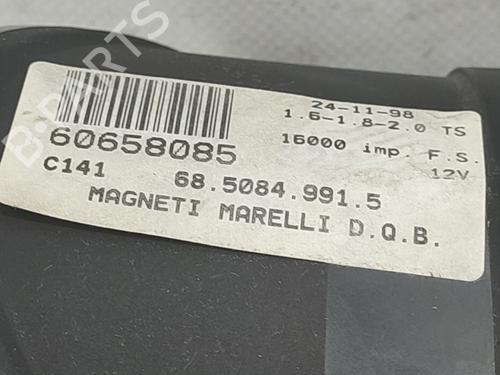 24-11-98
1.6-1.8-2.0 TS
60658085
16000 imp. F.S.
12V
C141 68.5084.991.5
MAGNETI MARELLI D.Q.B.
B-PARTS